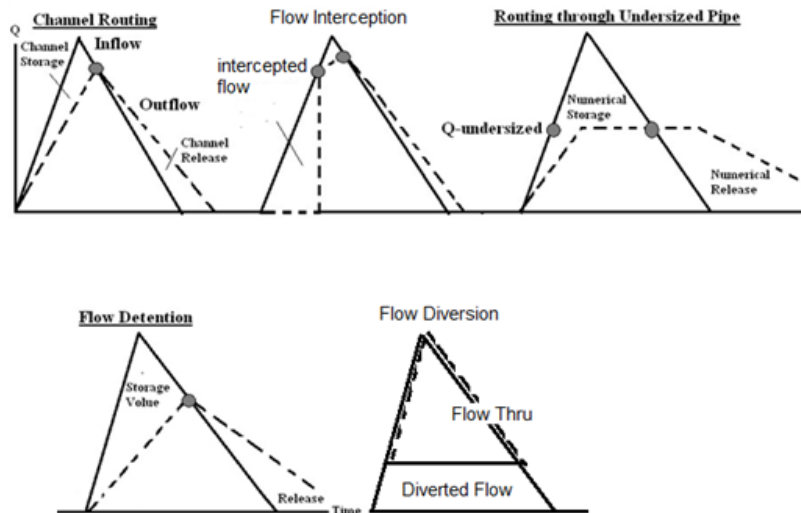 Channel Routing
Flow Interception
Routing through Undersized Pipe
Q
Channel
Storage
Inflow
Outflow
Channel
Release
intercepted
flow
Q-undersized
Numerical
Storage
Numerical
Release
Flow Detention
Flow Diversion
Storage
Volue
Release
Time
Flow Thru
Diverted Flow